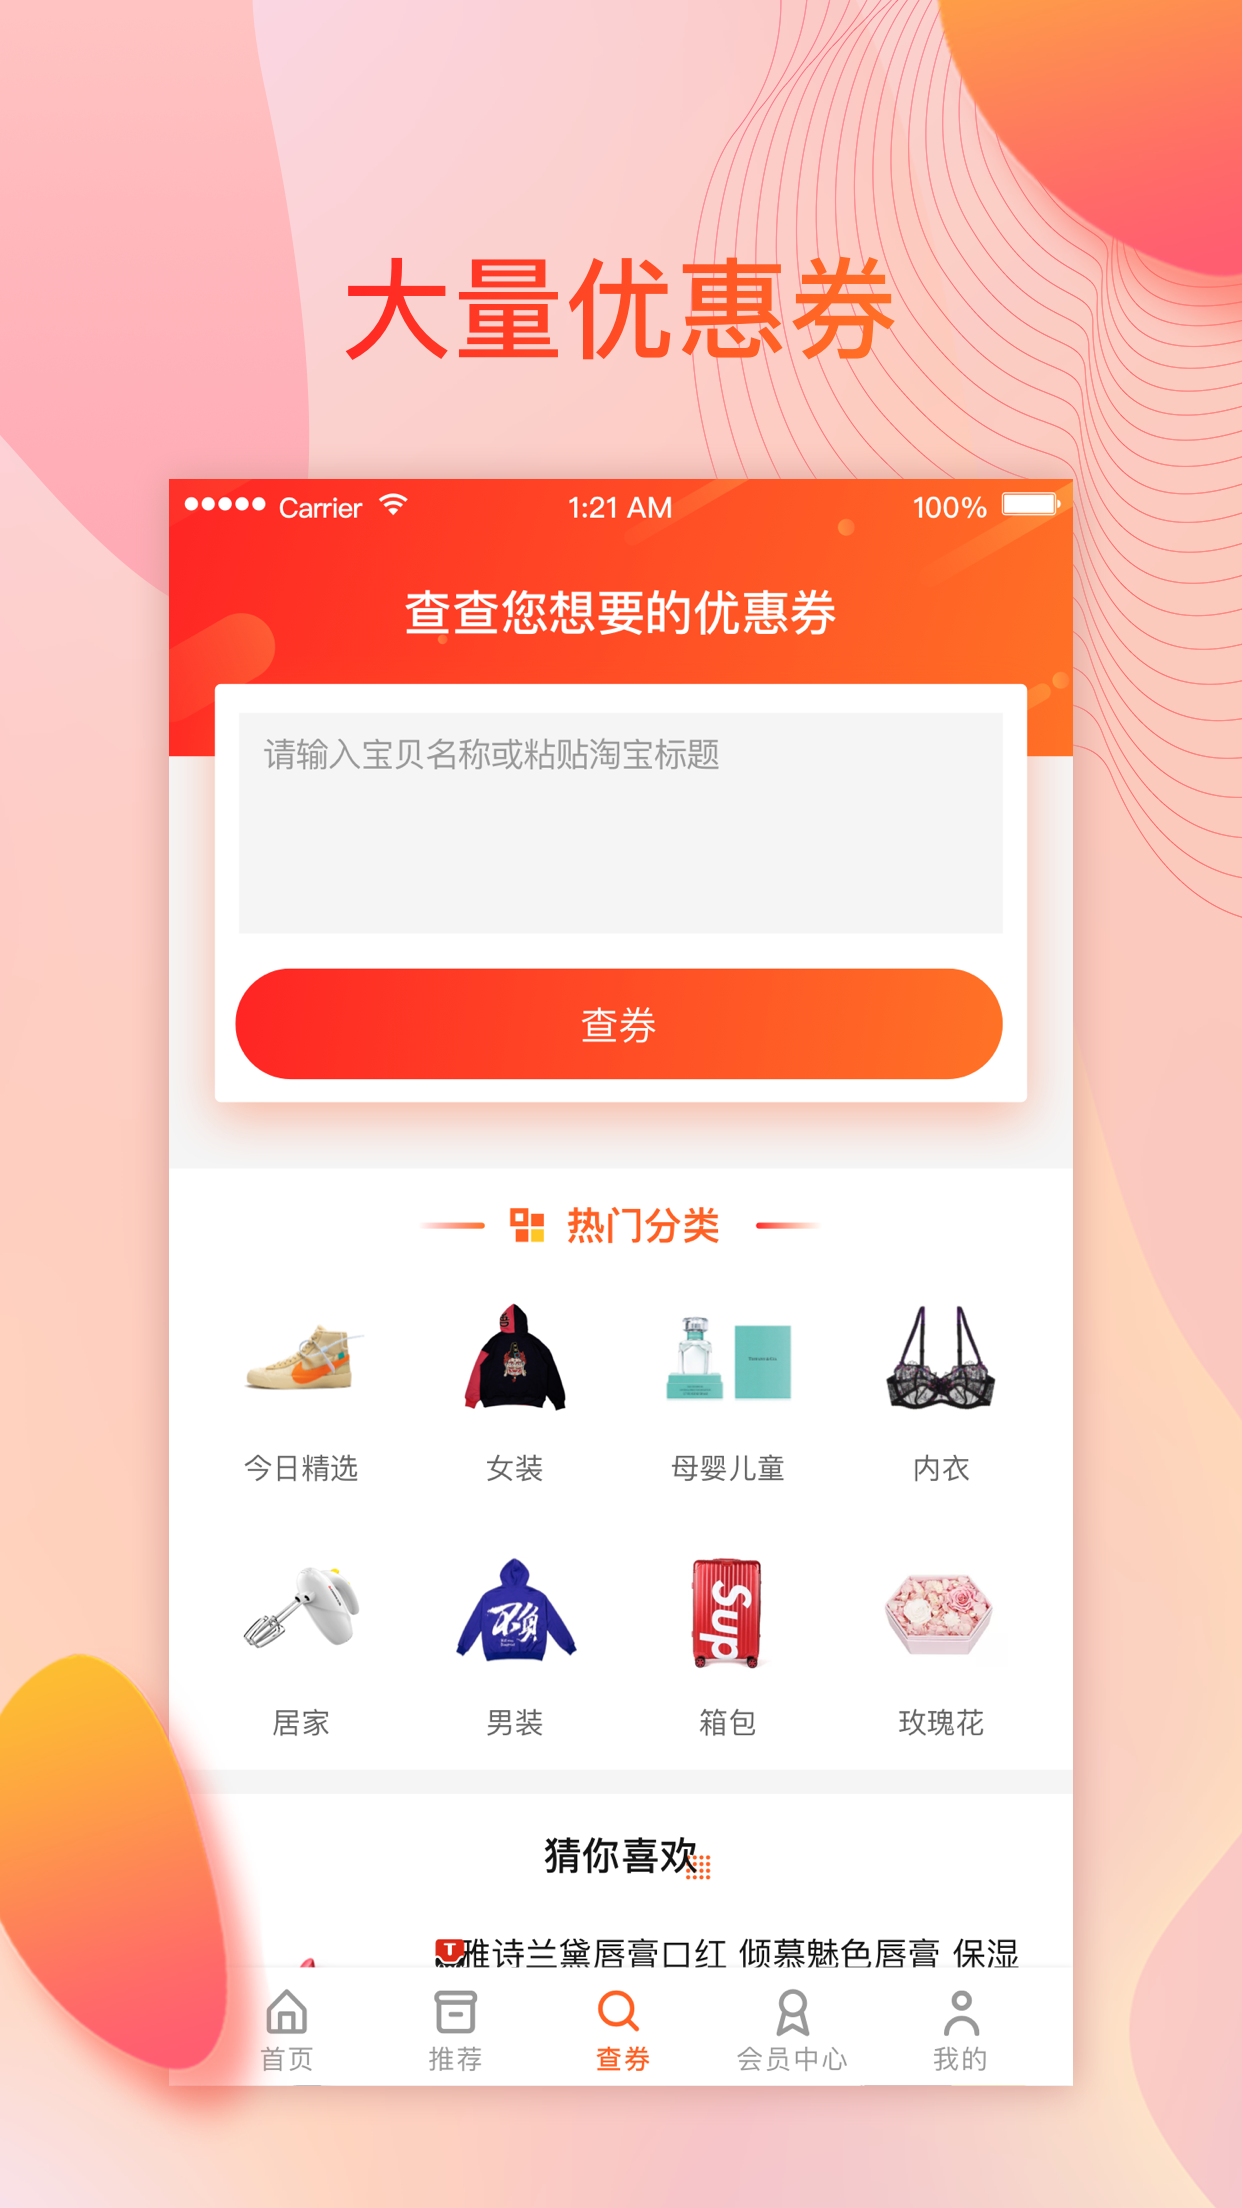 大量优惠券
Carrier 1:21 AM 100%
查查您想要的优惠券
请输入宝贝名称或粘贴淘宝标题
查券
热门分类
今日精选 女装 母婴儿童 内衣
Sup
居家 男装 箱包 玫瑰花
猜你喜欢
T 雅诗兰黛唇膏口红 倾慕魅色唇膏 保湿
首页 推荐 查券 会员中心 我的